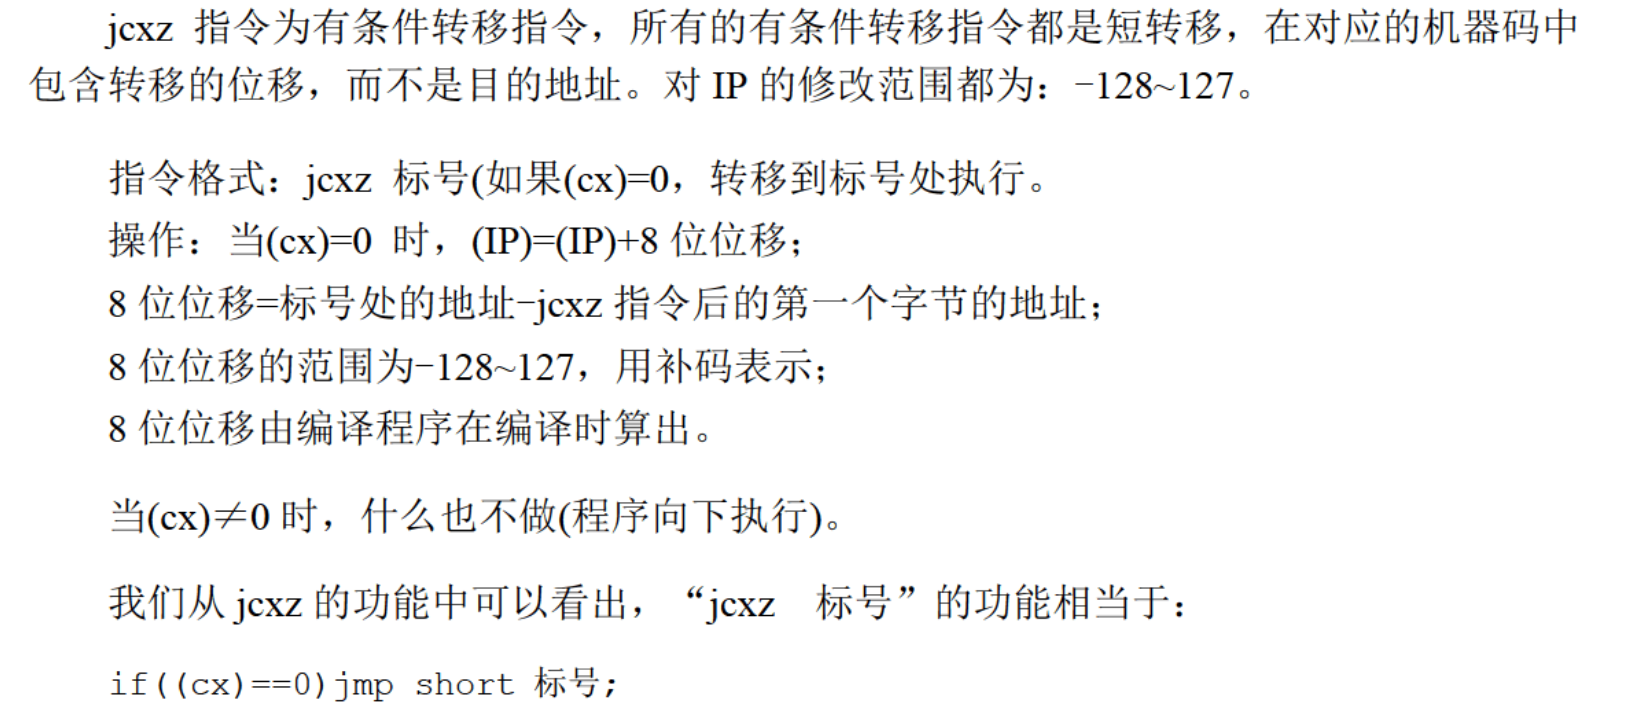 jcxz 指令为有条件转移指令，所有的有条件转移指令都是短转移，在对应的机器码中
包含转移的位移，而不是目的地址。对 IP 的修改范围都为：-128~127。
指令格式：jcxz 标号(如果(cx)=0，转移到标号处执行。
操作：当(cx)=0 时，(IP)=(IP)+8 位位移；
8 位位移=标号处的地址-jcxz 指令后的第一个字节的地址；
8 位位移的范围为-128~127，用补码表示；
8 位位移由编译程序在编译时算出。
当(cx)≠0 时，什么也不做(程序向下执行)。
我们从 jcxz 的功能中可以看出，“jcxz 标号”的功能相当于：
if((cx)==0)jmp short 标号;